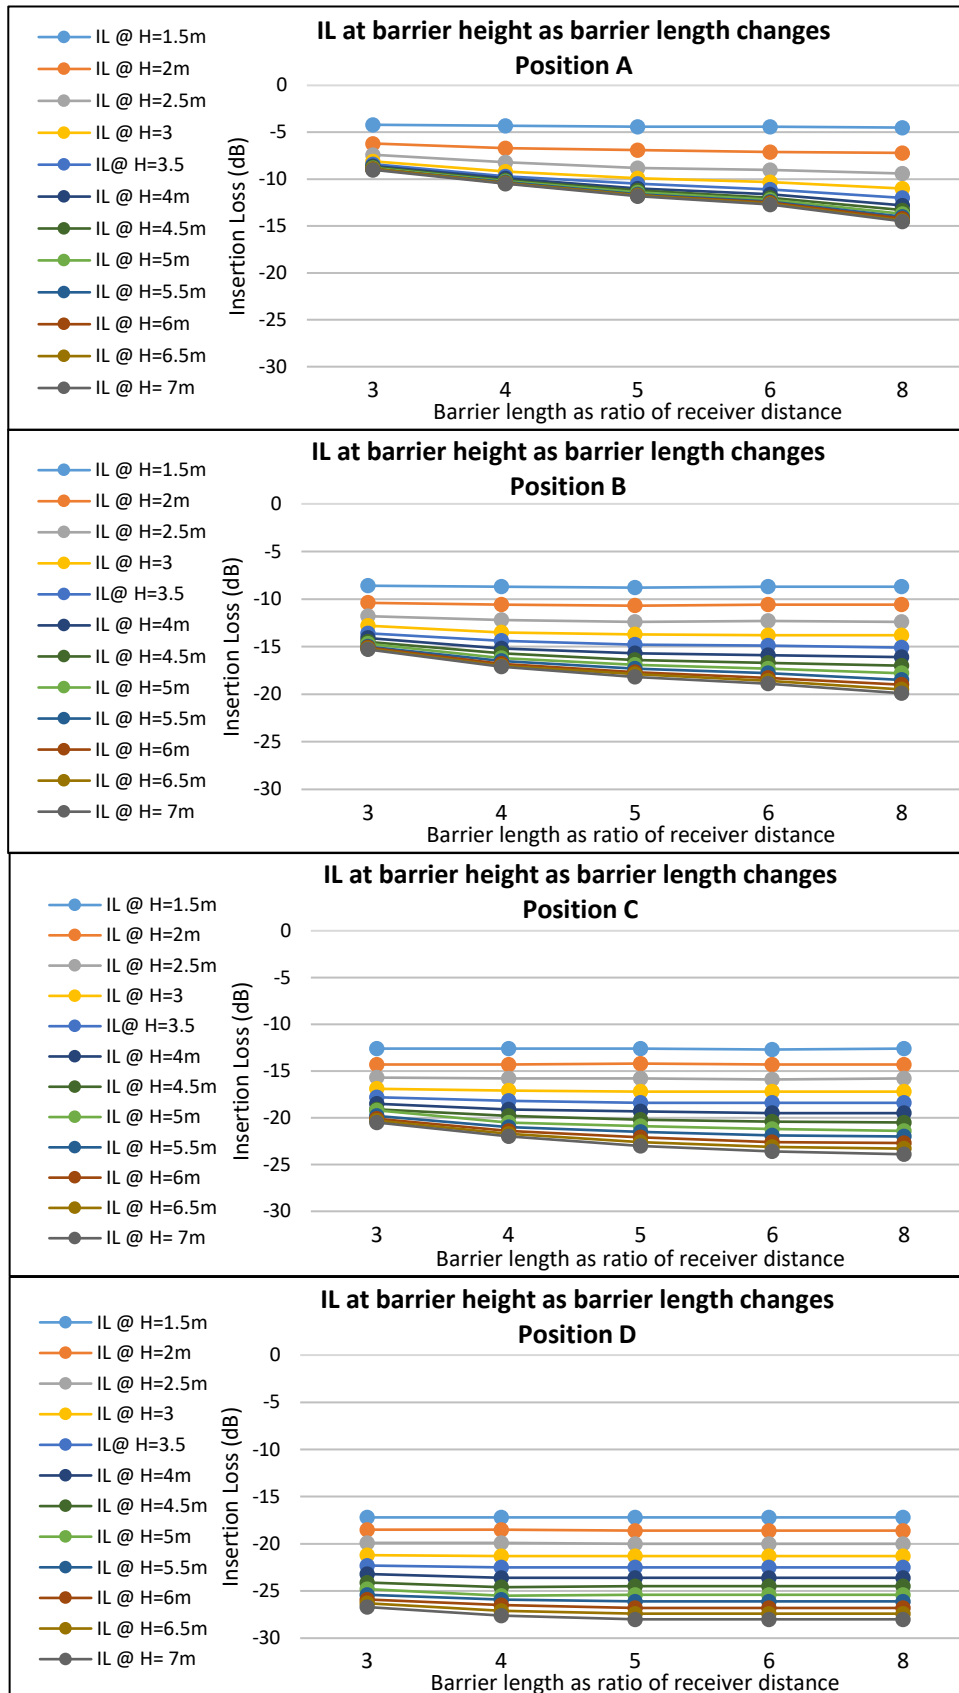 IL at barrier height as barrier length changes
Position A
IL @ H=1.5m
IL @ H=2m
IL @ H=2.5m
IL @ H=3
IL@ H=3.5
IL @ H=4m
IL @ H=4.5m
IL @ H=5m
IL @ H=5.5m
IL @ H=6m
IL @ H=6.5m
IL @ H= 7m
Insertion Loss (dB)
0
-5
-10
-15
-20
-25
-30
3 4 5 6 8
Barrier length as ratio of receiver distance
IL at barrier height as barrier length changes
Position B
IL @ H=1.5m
IL @ H=2m
IL @ H=2.5m
IL @ H=3
IL@ H=3.5
IL @ H=4m
IL @ H=4.5m
IL @ H=5m
IL @ H=5.5m
IL @ H=6m
IL @ H=6.5m
IL @ H= 7m
Insertion Loss (dB)
0
-5
-10
-15
-20
-25
-30
3 4 5 6 8
Barrier length as ratio of receiver distance
IL at barrier height as barrier length changes
Position C
IL @ H=1.5m
IL @ H=2m
IL @ H=2.5m
IL @ H=3
IL@ H=3.5
IL @ H=4m
IL @ H=4.5m
IL @ H=5m
IL @ H=5.5m
IL @ H=6m
IL @ H=6.5m
IL @ H= 7m
Insertion Loss (dB)
0
-5
-10
-15
-20
-25
-30
3 4 5 6 8
Barrier length as ratio of receiver distance
IL at barrier height as barrier length changes
Position D
IL @ H=1.5m
IL @ H=2m
IL @ H=2.5m
IL @ H=3
IL@ H=3.5
IL @ H=4m
IL @ H=4.5m
IL @ H=5m
IL @ H=5.5m
IL @ H=6m
IL @ H=6.5m
IL @ H= 7m
Insertion Loss (dB)
0
-5
-10
-15
-20
-25
-30
3 4 5 6 8
Barrier length as ratio of receiver distance